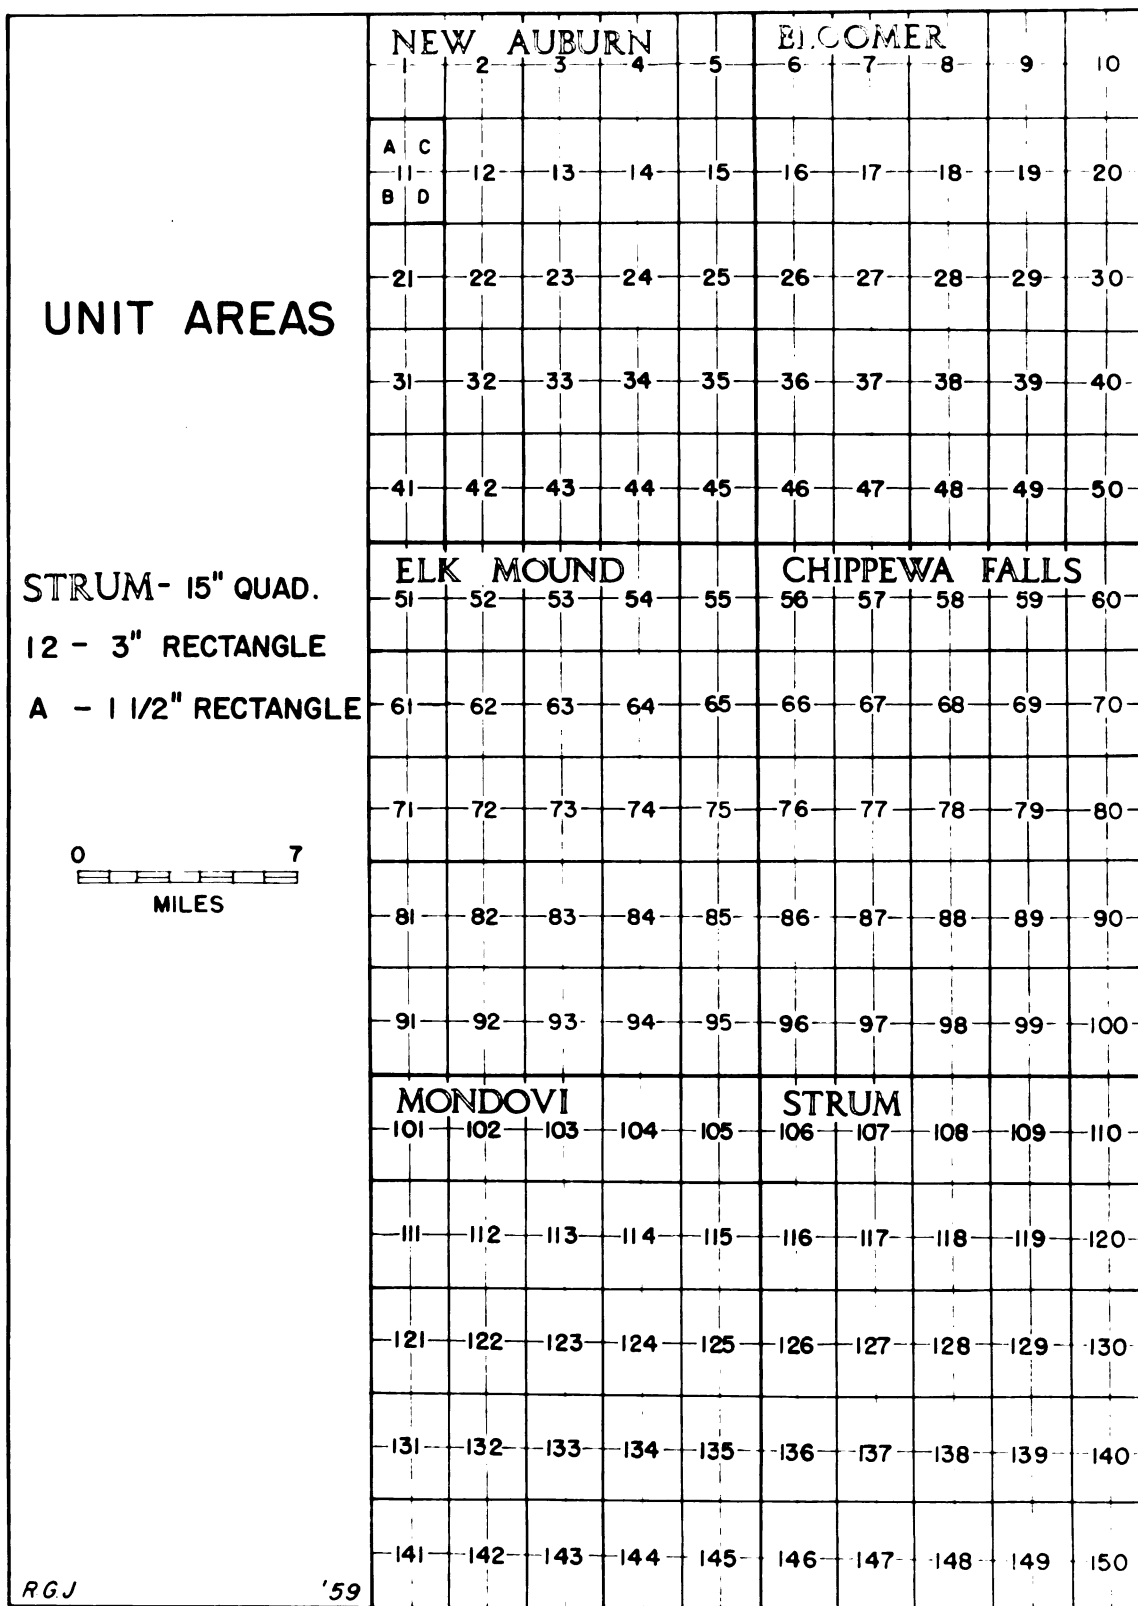 NEW AUBURN BLOOMER
1 2 3 4 5 6 7 8 9 10
A C
11 12 13 14 15 16 17 18 19 20
B D
21 22 23 24 25 26 27 28 29 30
UNIT AREAS
31 32 33 34 35 36 37 38 39 40
41 42 43 44 45 46 47 48 49 50
ELK MOUND CHIPPEWA FALLS
STRUM- 15" QUAD.
51 52 53 54 55 56 57 58 59 60
12 - 3" RECTANGLE
A - 1 1/2" RECTANGLE
61 62 63 64 65 66 67 68 69 70
71 72 73 74 75 76 77 78 79 80
0 7
MILES
81 82 83 84 85 86 87 88 89 90
91 92 93 94 95 96 97 98 99 100
MONDOVI STRUM
101 102 103 104 105 106 107 108 109 110
111 112 113 114 115 116 117 118 119 120
121 122 123 124 125 126 127 128 129 130
131 132 133 134 135 136 137 138 139 140
141 142 143 144 145 146 147 148 149 150
R.G.J '59